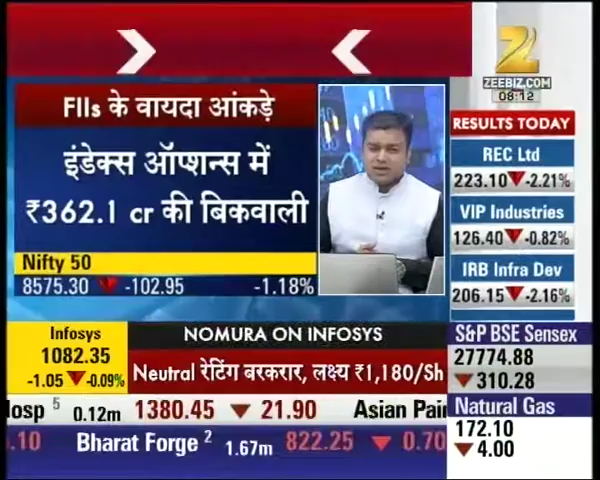 ZEEBIZ.COM
08:12
FIIs के वायदा आंकड़े
इंडेक्स ऑप्शन्स में
₹362.1 cr की बिकवाली
Nifty 50
8575.30 -102.95 -1.18%
RESULTS TODAY
REC Ltd
223.10 -2.21%
VIP Industries
126.40 -0.82%
IRB Infra Dev
206.15 -2.16%
Infosys
1082.35
-1.05 -0.09%
NOMURA ON INFOSYS
Neutral रेटिंग बरकरार, लक्ष्य ₹1,180/Sh
S&P BSE Sensex
27774.88
310.28
Natural Gas
172.10
4.00
Hosp 5 0.12m 1380.45 21.90 Asian Pai
.10 Bharat Forge 2 1.67m 822.25 0.70